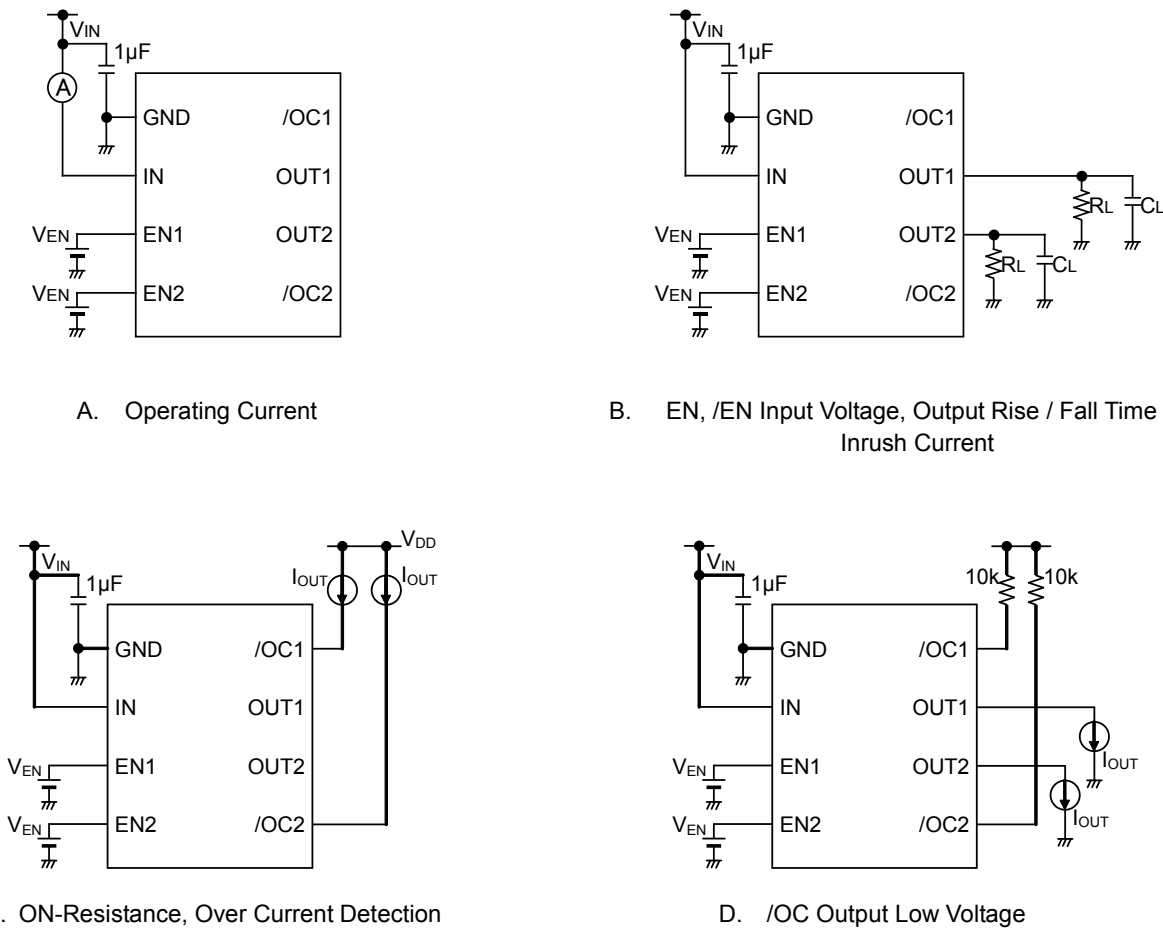 VIN
1µF
A
GND /OC1
IN OUT1
VEN EN1 OUT2
VEN EN2 /OC2
A. Operating Current
VIN
1µF
GND /OC1
IN OUT1
RL CL
VEN EN1 OUT2
RL CL
VEN EN2 /OC2
B. EN, /EN Input Voltage, Output Rise / Fall Time
Inrush Current
VDD
VIN
1µF IOUT IOUT
GND /OC1
IN OUT1
VEN EN1 OUT2
VEN EN2 /OC2
. ON-Resistance, Over Current Detection
VIN
1µF 10k 10k
GND /OC1
IN OUT1
IOUT
VEN EN1 OUT2
IOUT
VEN EN2 /OC2
D. /OC Output Low Voltage